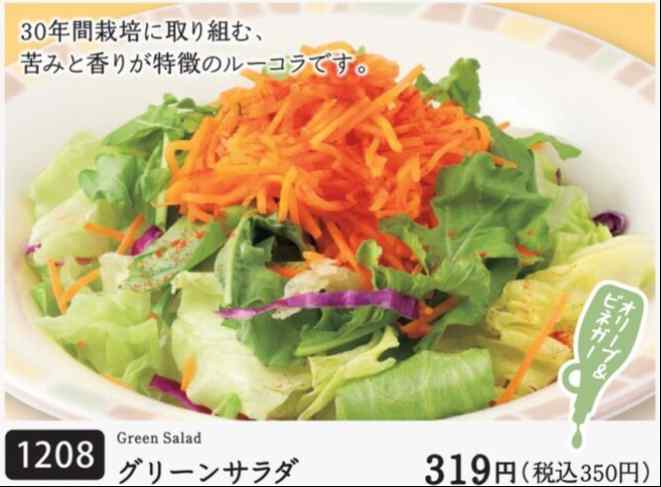 30年間栽培に取り組む、
苦みと香りが特徴のルーコラです。
オリーブ&
ビネガー
1208
Green Salad
グリーンサラダ
319円(税込350円)